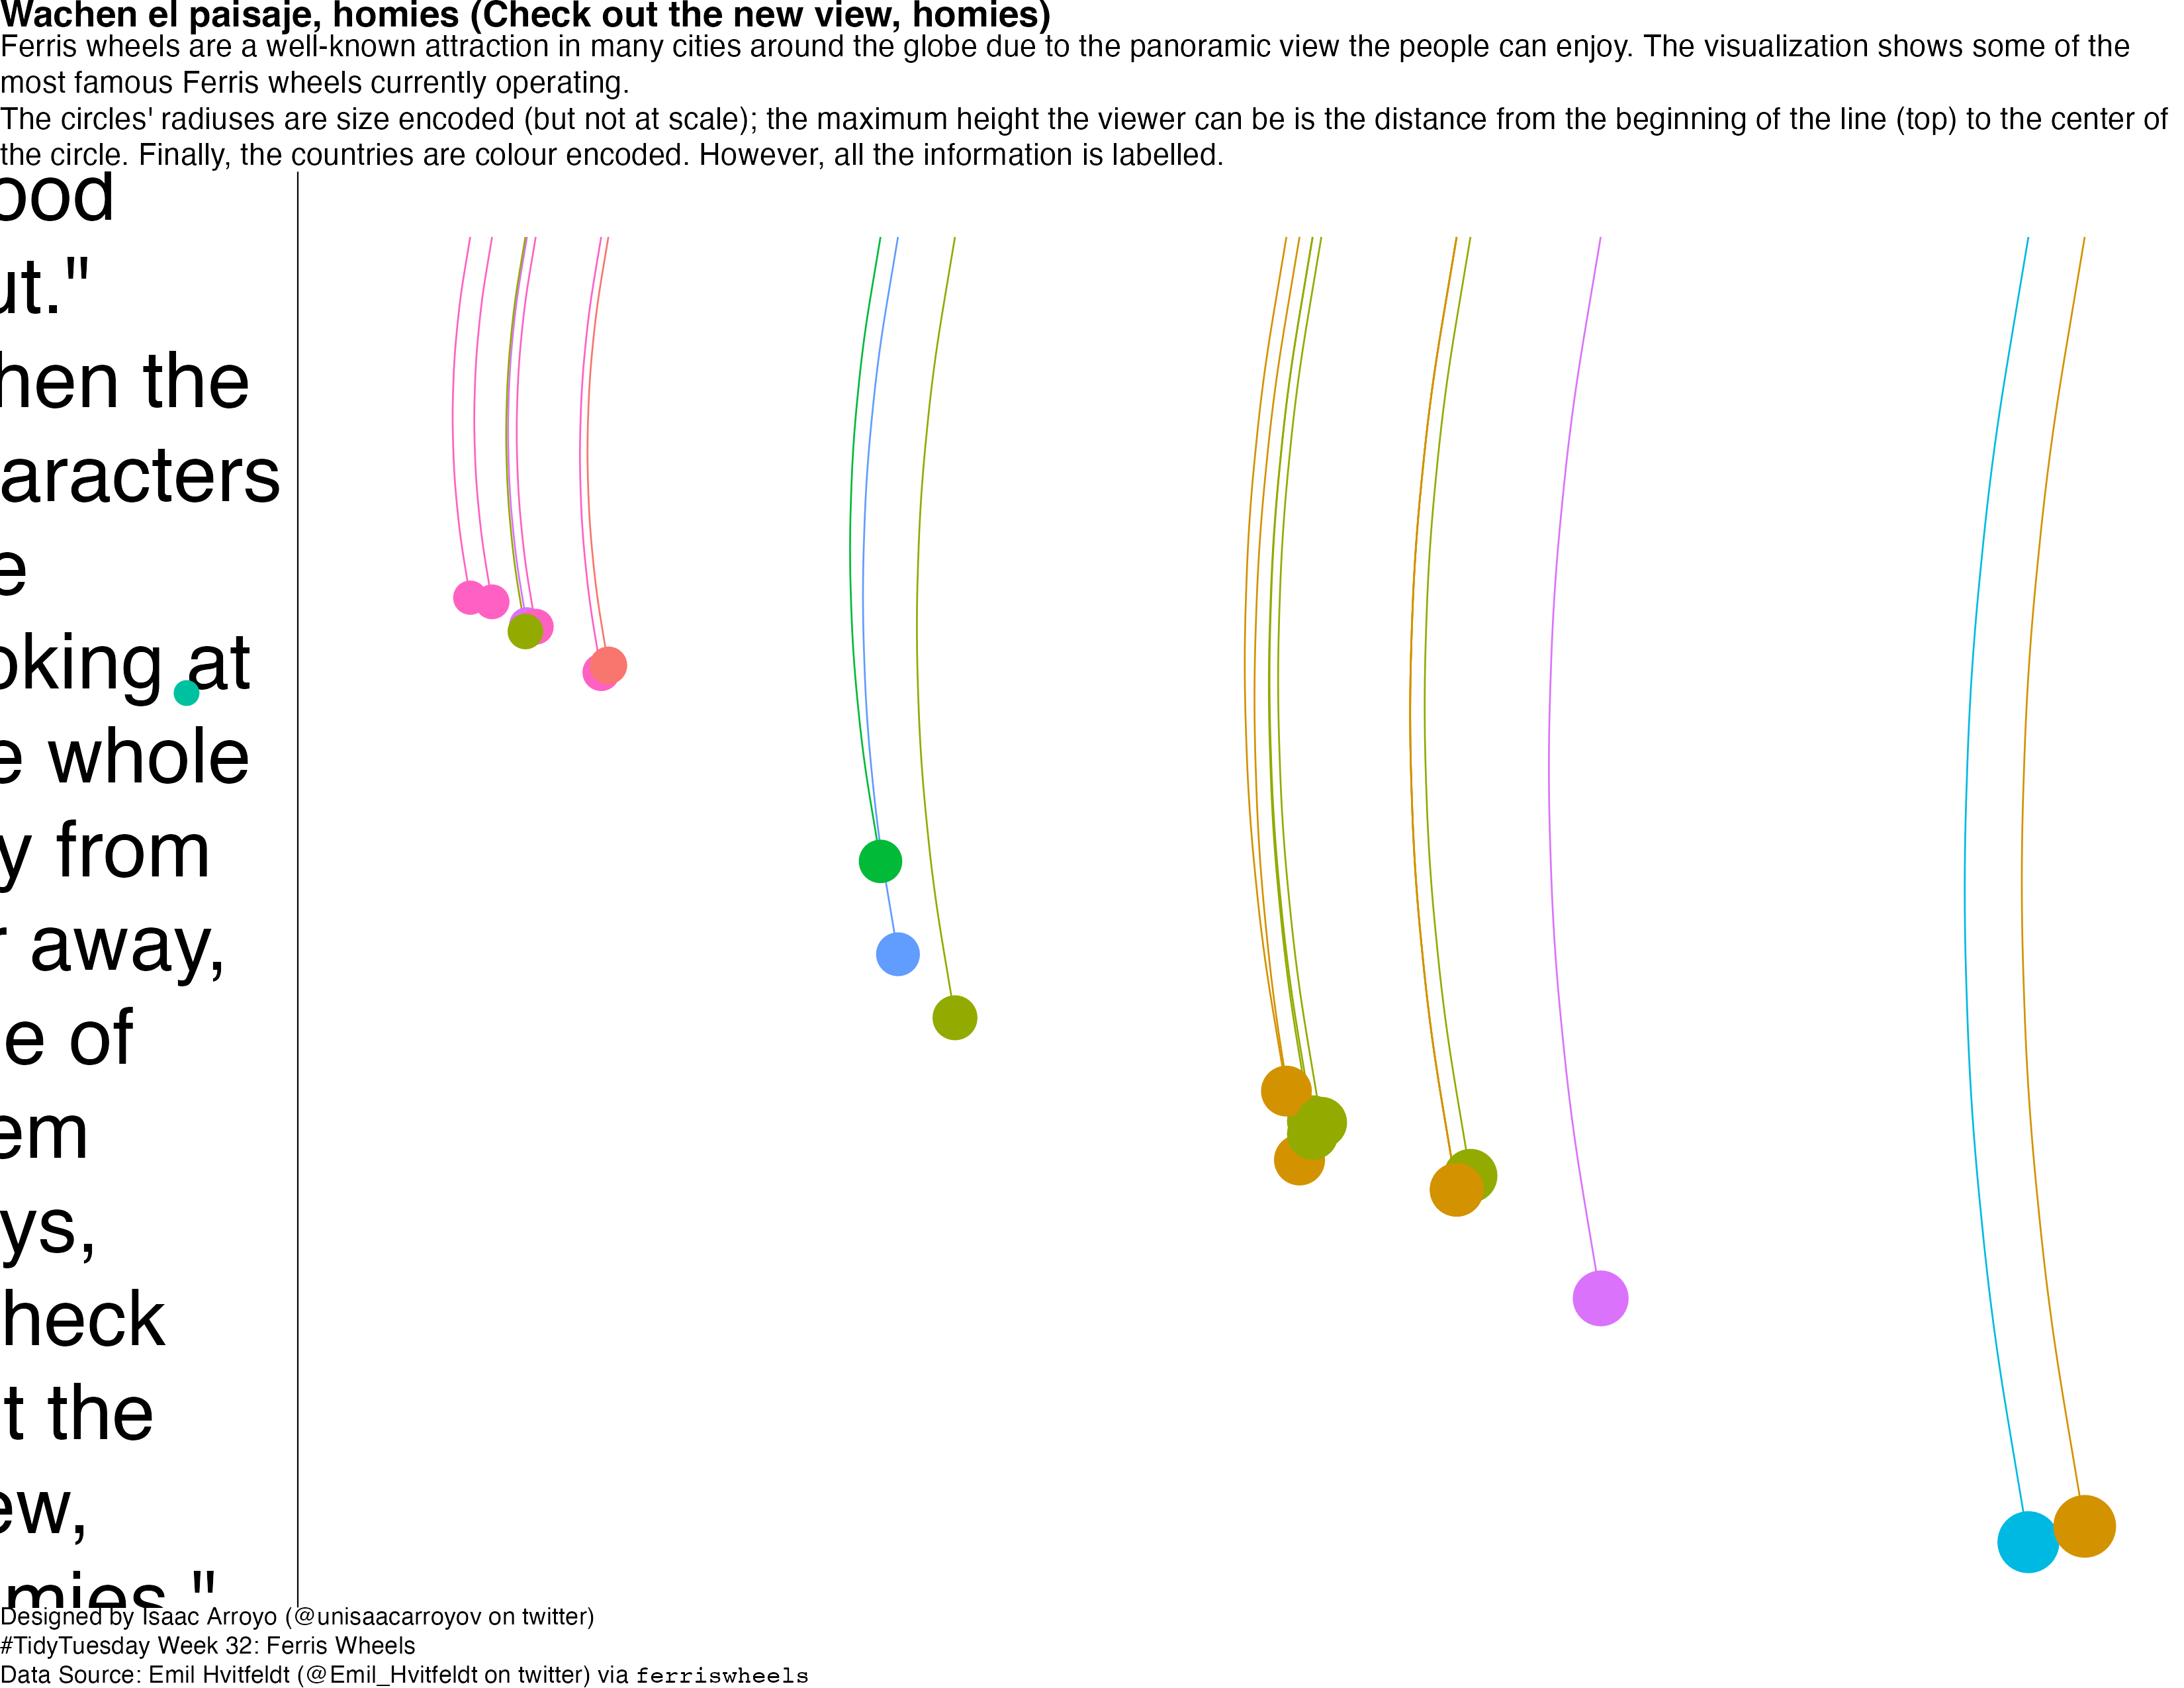 Wachen el paisaje, homies (Check out the new view, homies)
Ferris wheels are a well-known attraction in many cities around the globe due to the panoramic view the people can enjoy. The visualization shows some of the
most famous Ferris wheels currently operating.
The circles' radiuses are size encoded (but not at scale); the maximum height the viewer can be is the distance from the beginning of the line (top) to the center of
the circle. Finally, the countries are colour encoded. However, all the information is labelled.
ood
ut."
hen the
aracters
e
oking at
e whole
y from
r away,
e of
em
ys,
heck
t the
ew,
mies."
Designed by Isaac Arroyo (@unisaacarroyov on twitter)
#TidyTuesday Week 32: Ferris Wheels
Data Source: Emil Hvitfeldt (@Emil_Hvitfeldt on twitter) via ferriswheels